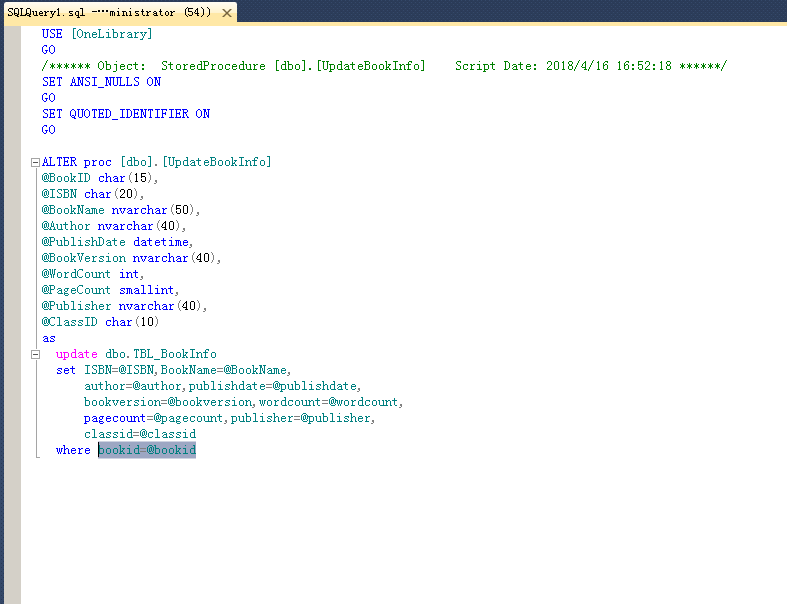 SQLQuery1.sql -···ministrator (54))
USE [OneLibrary]
GO
/****** Object:  StoredProcedure [dbo].[UpdateBookInfo]    Script Date: 2018/4/16 16:52:18 ******/
SET ANSI_NULLS ON
GO
SET QUOTED_IDENTIFIER ON
GO
ALTER proc [dbo].[UpdateBookInfo]
@BookID char(15),
@ISBN char(20),
@BookName nvarchar(50),
@Author nvarchar(40),
@PublishDate datetime,
@BookVersion nvarchar(40),
@WordCount int,
@PageCount smallint,
@Publisher nvarchar(40),
@ClassID char(10)
as
update dbo.TBL_BookInfo
set ISBN=@ISBN,BookName=@BookName,
author=@author,publishdate=@publishdate,
bookversion=@bookversion,wordcount=@wordcount,
pagecount=@pagecount,publisher=@publisher,
classid=@classid
where bookid=@bookid